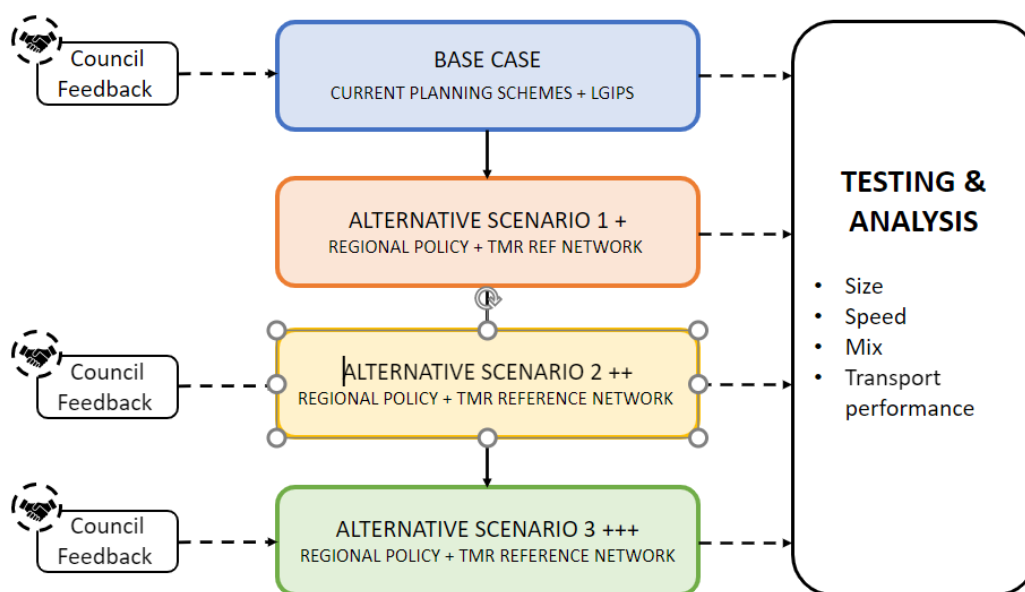 Council
Feedback
BASE CASE
CURRENT PLANNING SCHEMES + LGIPS
ALTERNATIVE SCENARIO 1 +
REGIONAL POLICY + TMR REF NETWORK
Council
Feedback
ALTERNATIVE SCENARIO 2 ++
REGIONAL POLICY + TMR REFERENCE NETWORK
Council
Feedback
ALTERNATIVE SCENARIO 3 +++
REGIONAL POLICY + TMR REFERENCE NETWORK
TESTING &
ANALYSIS
• Size
• Speed
• Mix
• Transport
performance